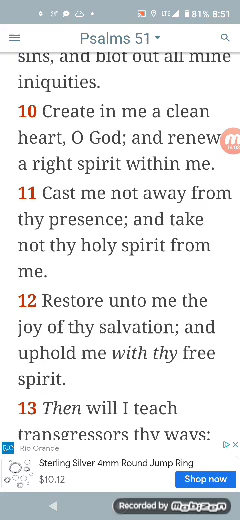 81% 8:51
Psalms 51
sins, and blot out all mine
iniquities.
10 Create in me a clean
heart, O God; and renew
a right spirit within me.
11 Cast me not away from
thy presence; and take
not thy holy spirit from
me.
12 Restore unto me the
joy of thy salvation; and
uphold me with thy free
spirit.
13 Then will I teach
transgressors thy ways;
Rio Grande
Sterling Silver 4mm Round Jump Ring
$10.12
Shop now
Recorded by mobizen